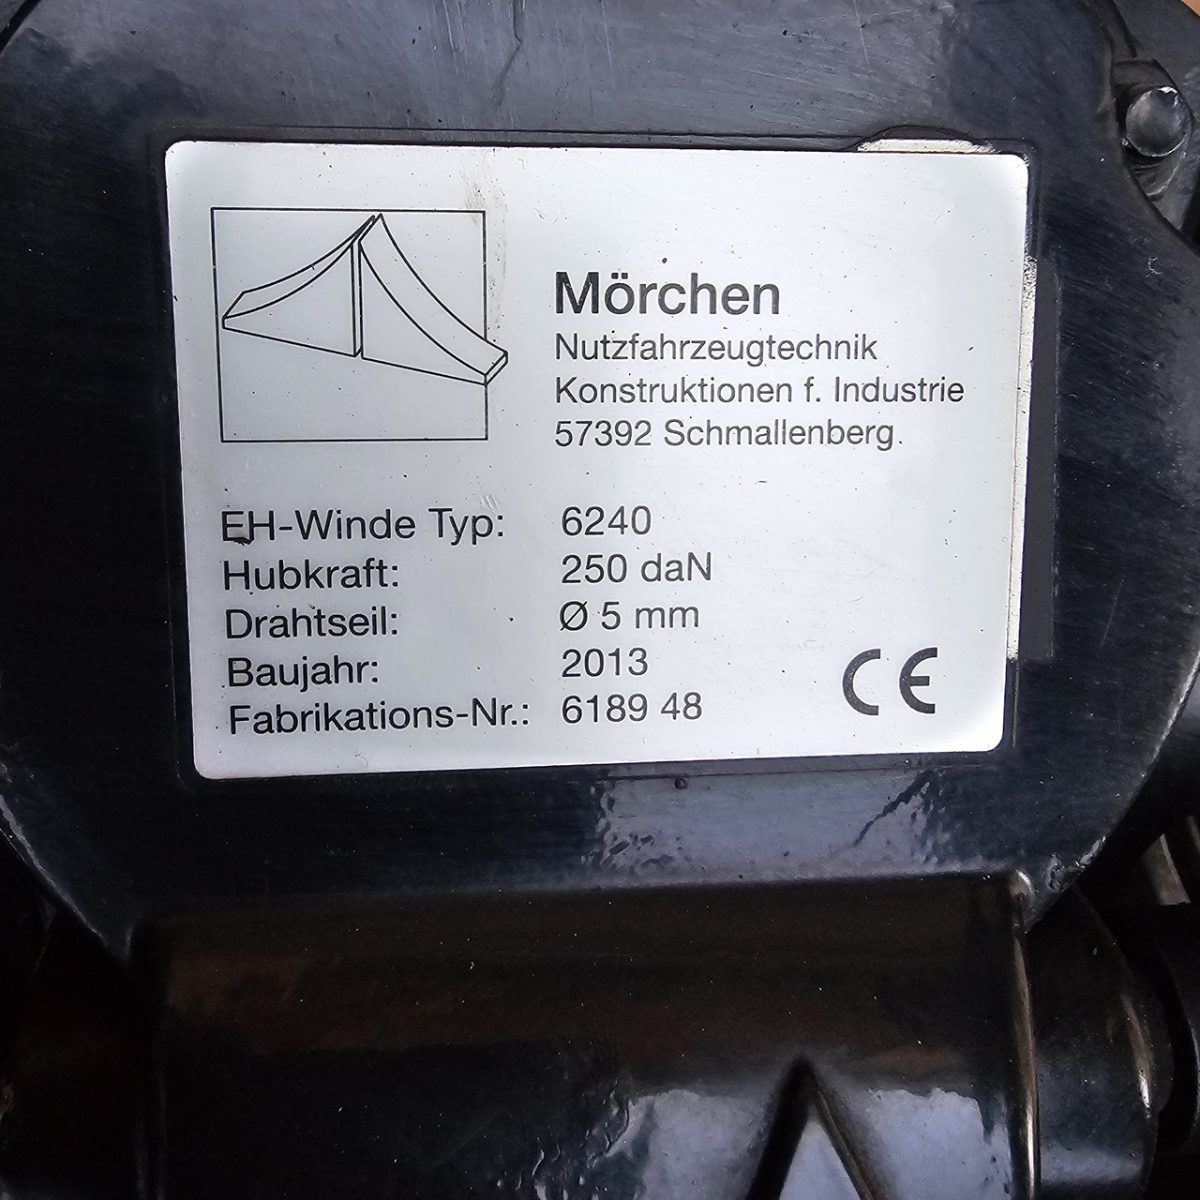 Mörchen
Nutzfahrzeugtechnik
Konstruktionen f. Industrie
57392 Schmallenberg.
EH-Winde Typ: 6240
Hubkraft: 250 daN
Drahtseil: Ø 5 mm
Baujahr: 2013
Fabrikations-Nr.: 6189 48
CE